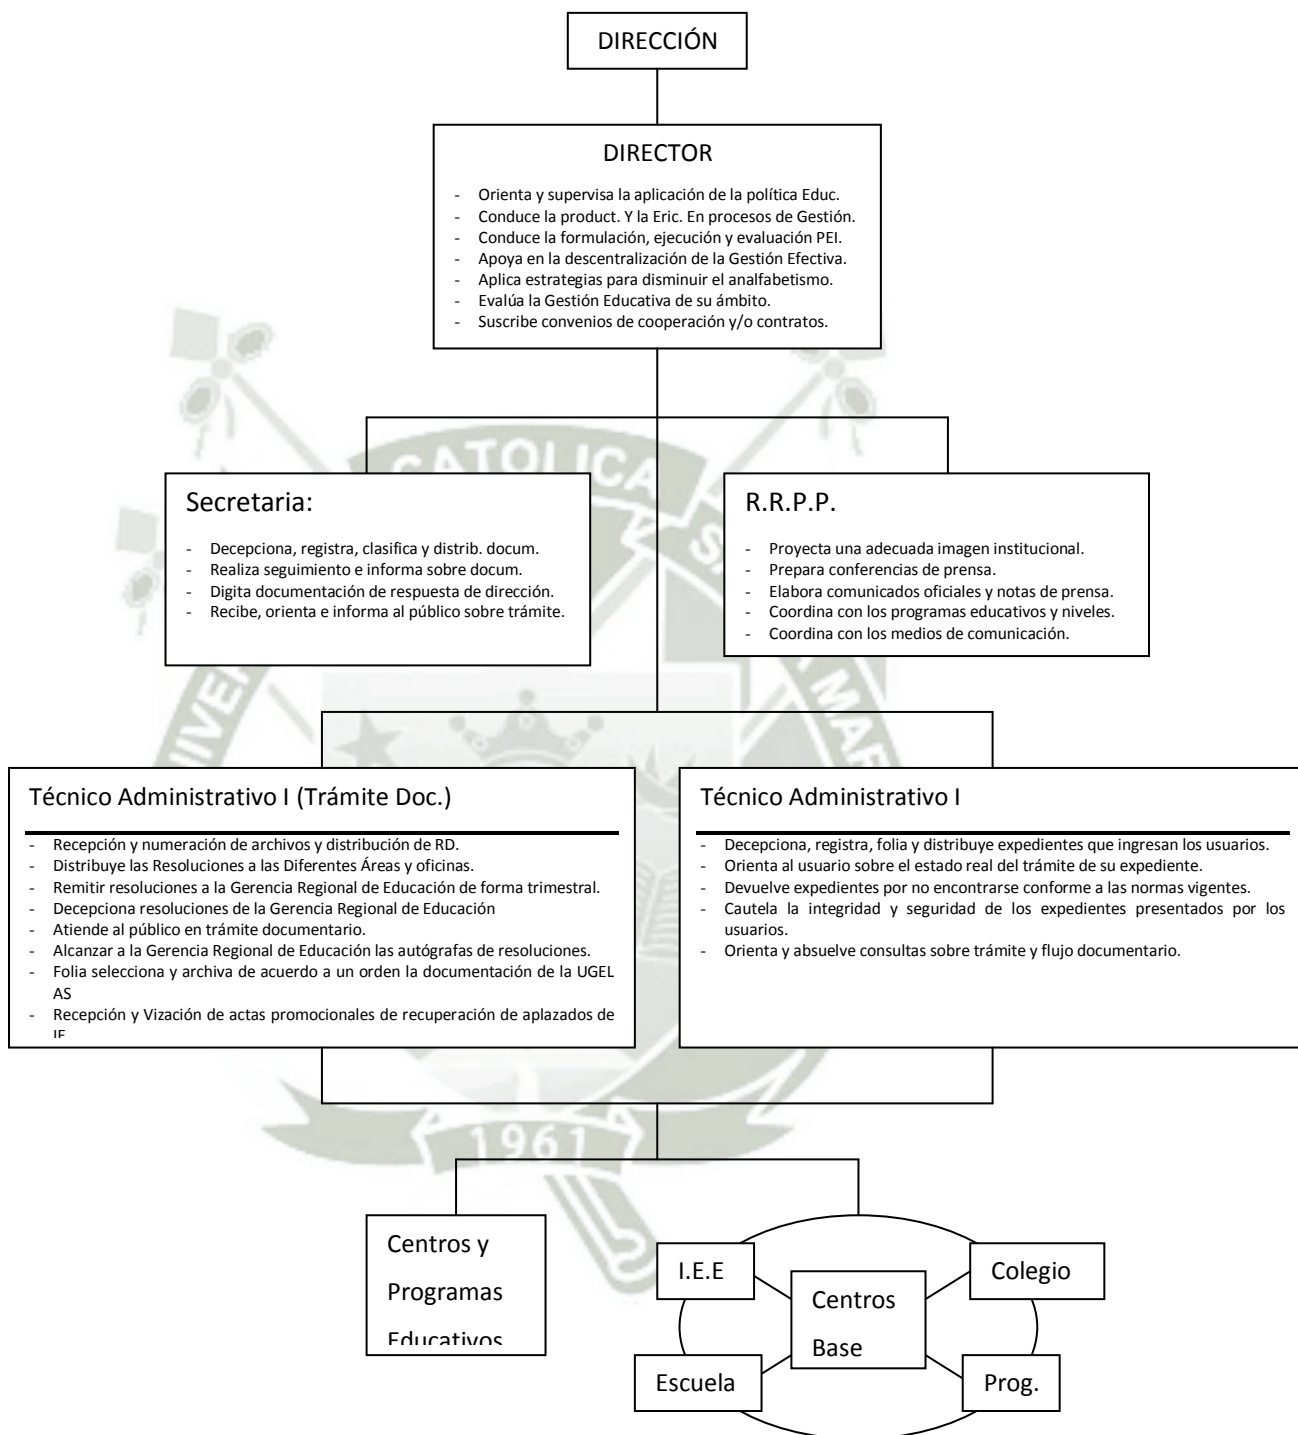 DIRECCIÓN
DIRECTOR
- Orienta y supervisa la aplicación de la política Educ.
- Conduce la product. Y la Eric. En procesos de Gestión.
- Conduce la formulación, ejecución y evaluación PEI.
- Apoya en la descentralización de la Gestión Efectiva.
- Aplica estrategias para disminuir el analfabetismo.
- Evalúa la Gestión Educativa de su ámbito.
- Suscribe convenios de cooperación y/o contratos.
CATOLICA
Secretaria:
- Decepciona, registra, clasifica y distrib. docum.
- Realiza seguimiento e informa sobre docum.
- Digita documentación de respuesta de dirección.
- Recibe, orienta e informa al público sobre trámite.
R.R.P.P.
- Proyecta una adecuada imagen institucional.
- Prepara conferencias de prensa.
- Elabora comunicados oficiales y notas de prensa.
- Coordina con los programas educativos y niveles.
- Coordina con los medios de comunicación.
Técnico Administrativo I (Trámite Doc.)
- Recepción y numeración de archivos y distribución de RD.
- Distribuye las Resoluciones a las Diferentes Áreas y oficinas.
- Remitir resoluciones a la Gerencia Regional de Educación de forma trimestral.
- Decepciona resoluciones de la Gerencia Regional de Educación
- Atiende al público en trámite documentario.
- Alcanzar a la Gerencia Regional de Educación las autógrafas de resoluciones.
- Folia selecciona y archiva de acuerdo a un orden la documentación de la UGEL
AS
- Recepción y Vización de actas promocionales de recuperación de aplazados de
IE
Técnico Administrativo I
- Decepciona, registra, folia y distribuye expedientes que ingresan los usuarios.
- Orienta al usuario sobre el estado real del trámite de su expediente.
- Devuelve expedientes por no encontrarse conforme a las normas vigentes.
- Cautela la integridad y seguridad de los expedientes presentados por los
usuarios.
- Orienta y absuelve consultas sobre trámite y flujo documentario.
1961
Centros y
Programas
Educativos
I.E.E
Colegio
Centros
Base
Escuela
Prog.